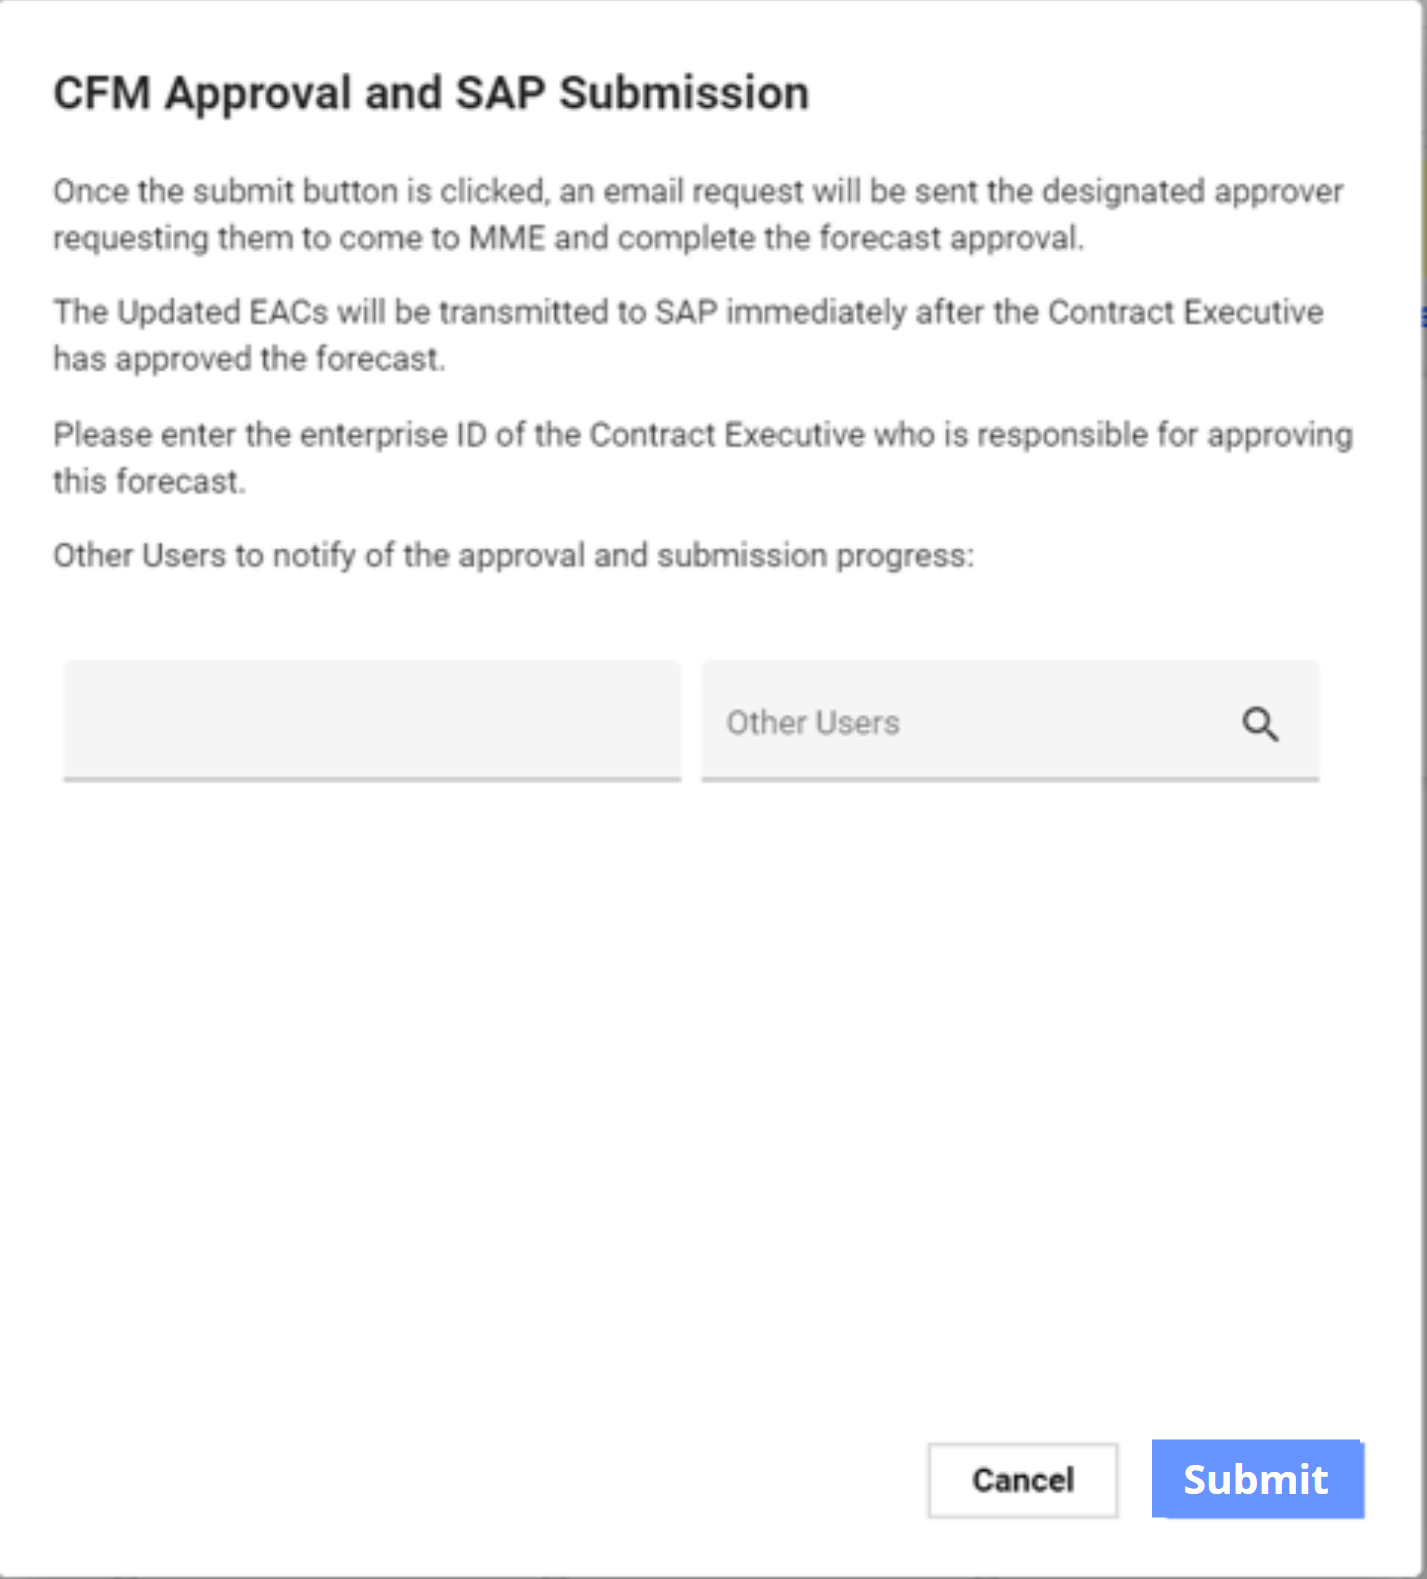 CFM Approval and SAP Submission
Once the submit button is clicked, an email request will be sent the designated approver
requesting them to come to MME and complete the forecast approval.
The Updated EACs will be transmitted to SAP immediately after the Contract Executive
has approved the forecast.
Please enter the enterprise ID of the Contract Executive who is responsible for approving
this forecast.
Other Users to notify of the approval and submission progress:
Other Users
Cancel
Submit